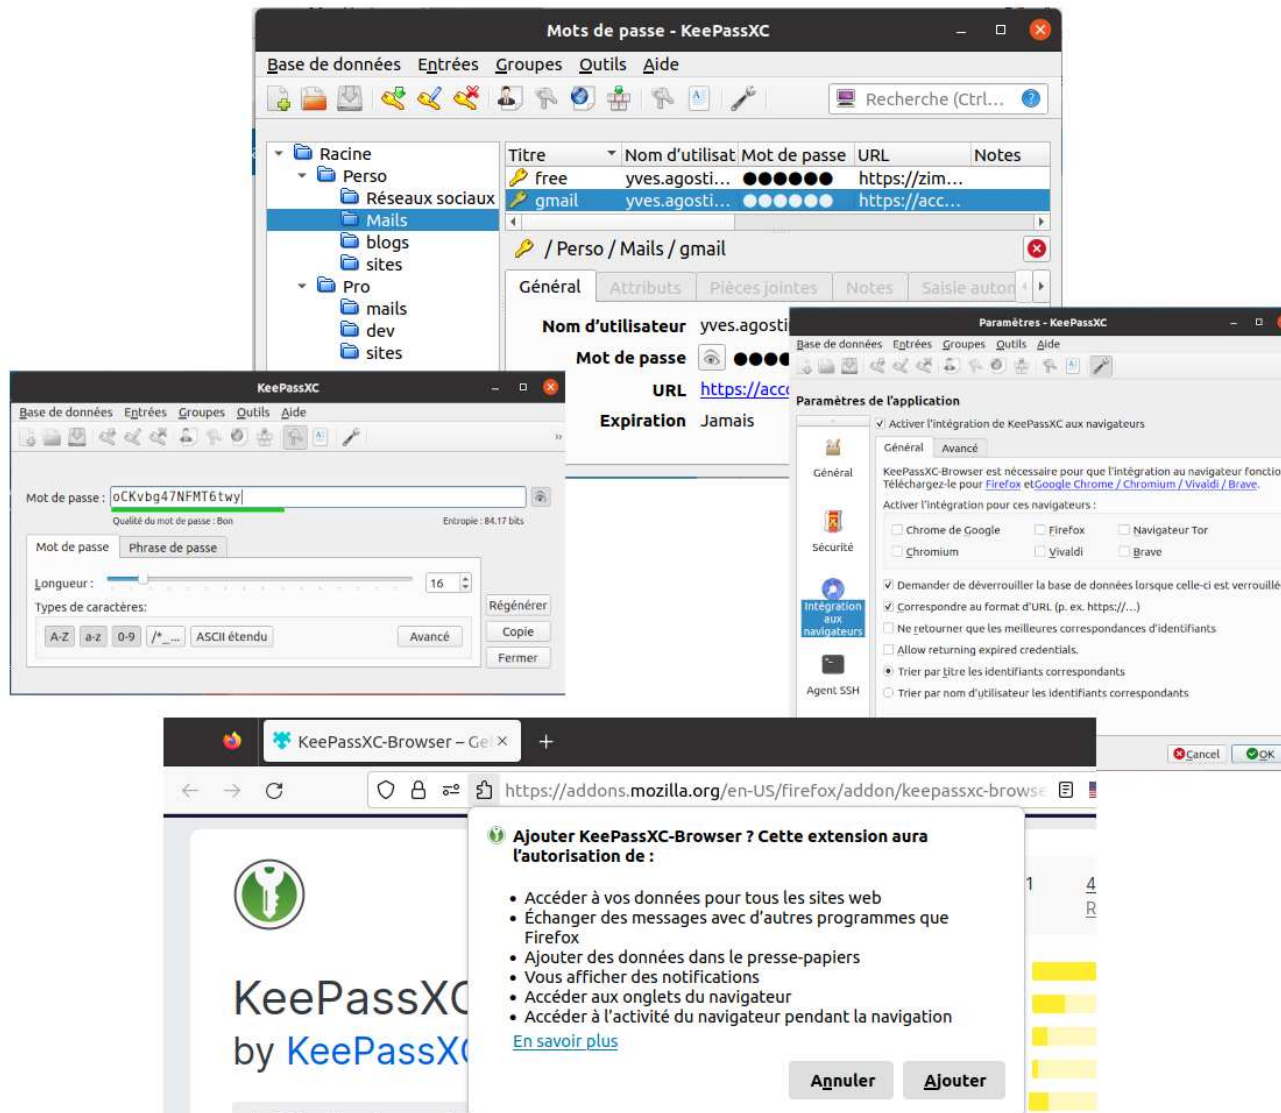 Mots de passe - KeePassXC
Base de données Entrées Groupes Outils Aide
Recherche (Ctrl...
Racine
Perso
Réseaux sociaux
Mails
blogs
sites
Pro
mails
dev
sites
Titre Nom d'utilisat Mot de passe URL Notes
free yves.agosti... ●●●●●● https://zim...
gmail yves.agosti... ●●●●●● https://acc...
/ Perso / Mails / gmail
Général Attributs Pièces jointes Notes Saisie auton
Nom d'utilisateur yves.agosti
Mot de passe ●●●●
URL https://acc
Expiration Jamais
KeePassXC
Base de données Entrées Groupes Outils Aide
Mot de passe : oCKvbg47NFMT6twy
Qualité du mot de passe : Bon Entropie : 84.17 bits
Mot de passe Phrase de passe
Longueur : 16
Types de caractères:
A-Z a-z 0-9 /*_... ASCII étendu Avancé
Régénérer
Copie
Fermer
Paramètres - KeePassXC
Base de données Entrées Groupes Outils Aide
Paramètres de l'application
Général
Sécurité
Intégration
aux
navigateurs
Agent SSH
Activer l'intégration de KeePassXC aux navigateurs
Général Avancé
KeePassXC-Browser est nécessaire pour que l'intégration au navigateur fonctio
Téléchargez-le pour Firefox et Google Chrome / Chromium / Vivaldi / Brave.
Activer l'intégration pour ces navigateurs :
Chrome de Google Firefox Navigateur Tor
Chromium Vivaldi Brave
Demander de déverrouiller la base de données lorsque celle-ci est verrouillé
Correspondre au format d'URL (p. ex. https://...)
Ne retourner que les meilleures correspondances d'identifiants
Allow returning expired credentials.
Trier par titre les identifiants correspondants
Trier par nom d'utilisateur les identifiants correspondants
Cancel OK
KeePassXC-Browser – Ge
https://addons.mozilla.org/en-US/firefox/addon/keepassxc-browse
Ajouter KeePassXC-Browser ? Cette extension aura
l'autorisation de :
• Accéder à vos données pour tous les sites web
• Échanger des messages avec d'autres programmes que
Firefox
• Ajouter des données dans le presse-papiers
• Vous afficher des notifications
• Accéder aux onglets du navigateur
• Accéder à l'activité du navigateur pendant la navigation
En savoir plus
Annuler Ajouter
KeePassXC
by KeePassX
1
4
R